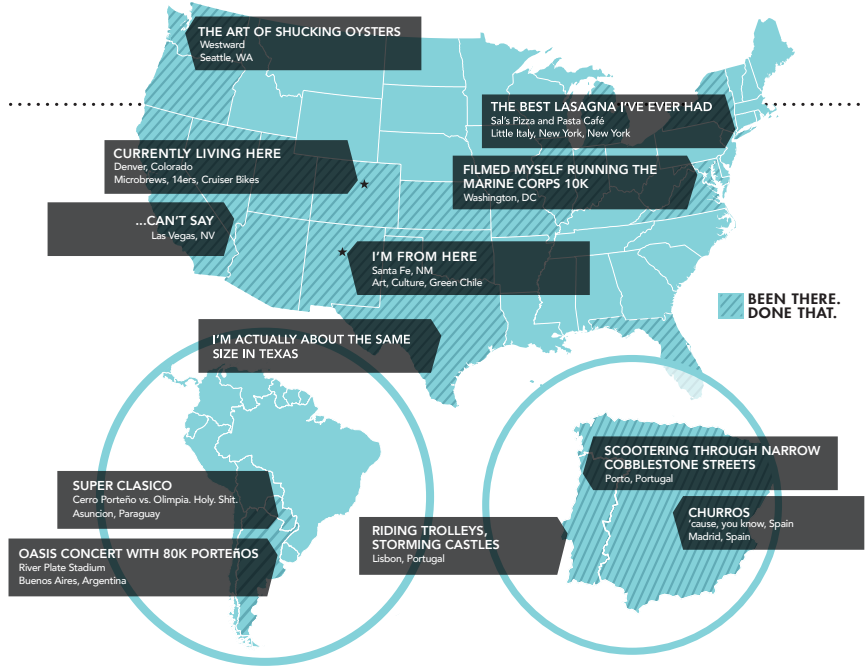 THE ART OF SHUCKING OYSTERS
Westward
Seattle, WA
THE BEST LASAGNA I'VE EVER HAD
Sal's Pizza and Pasta Café
Little Italy, New York, New York
CURRENTLY LIVING HERE
Denver, Colorado
Microbrews, 14ers, Cruiser Bikes
FILMED MYSELF RUNNING THE
MARINE CORPS 10K
Washington, DC
...CAN'T SAY
Las Vegas, NV
I'M FROM HERE
Santa Fe, NM
Art, Culture, Green Chile
BEEN THERE.
DONE THAT.
I'M ACTUALLY ABOUT THE SAME
SIZE IN TEXAS
SCOOTERING THROUGH NARROW
COBBLESTONE STREETS
Porto, Portugal
SUPER CLASICO
Cerro Porteño vs. Olimpia. Holy. Shit.
Asuncion, Paraguay
CHURROS
'cause, you know, Spain
Madrid, Spain
RIDING TROLLEYS,
STORMING CASTLES
Lisbon, Portugal
OASIS CONCERT WITH 80K PORTEñOS
River Plate Stadium
Buenos Aires, Argentina